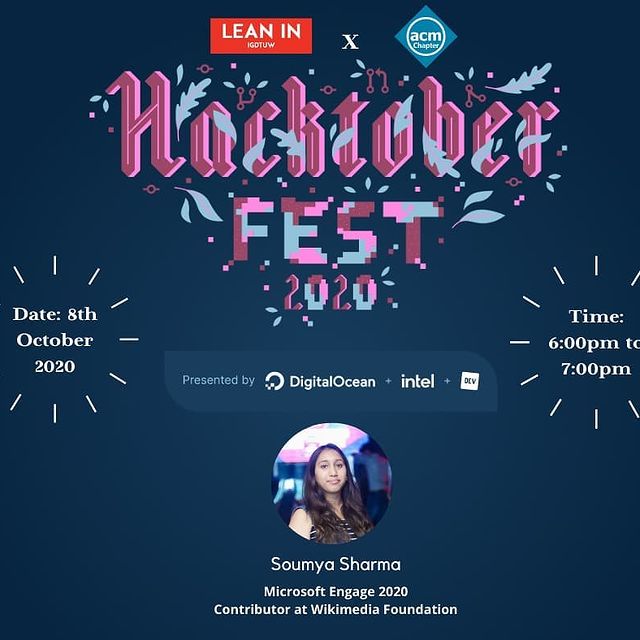 LEAN IN
IGDTUW
x
acm
Chapter
Hacktober
FEST
2020
Date: 8th
October
2020
Time:
6:00pm to
7:00pm
Presented by DigitalOcean + intel + DEV
Soumya Sharma
Microsoft Engage 2020
Contributor at Wikimedia Foundation